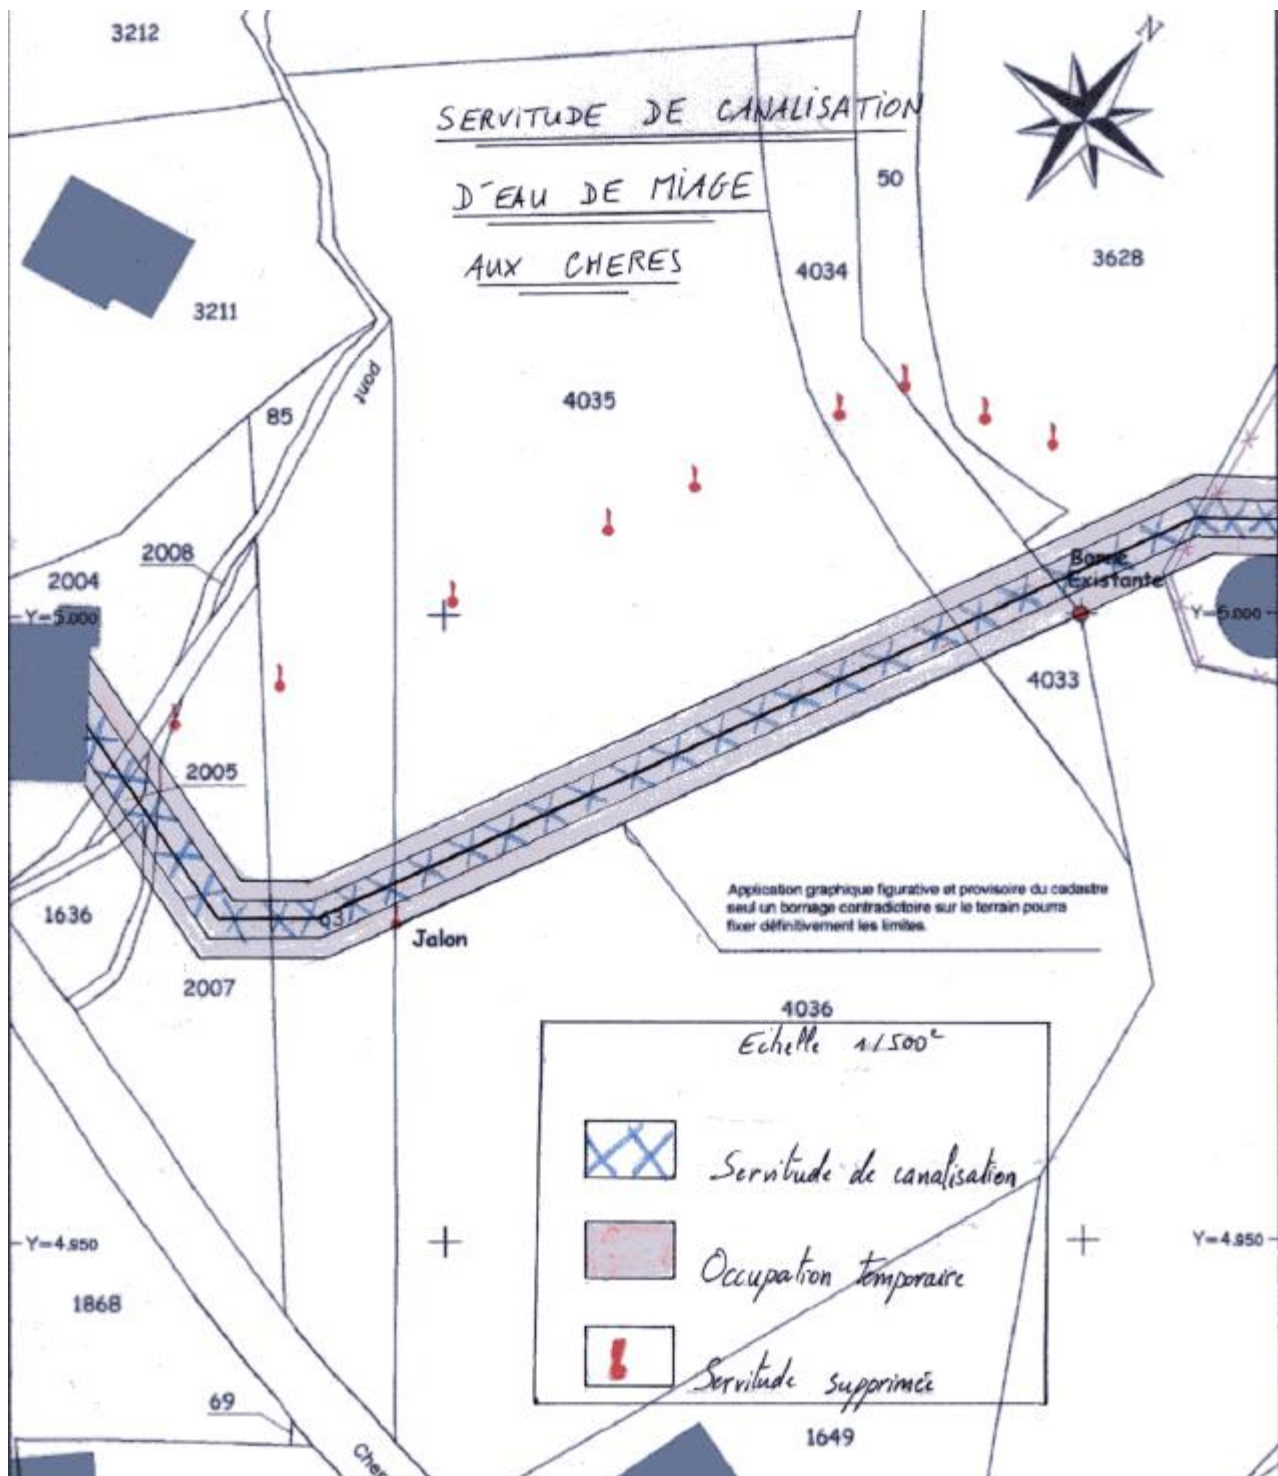 3212
N
SERVITUDE DE CANALISATION
50
D'EAU DE MIAGE
3628
AUX CHERES
4034
3211
pont
4035
85
2008
Borne
Existante
2004
Y=5.000
Y=5.000
4033
2005
Application graphique figurative et provisoire du cadastre
seul un bornage contradictoire sur le terrain pourra
fixer définitivement les limites.
1636
63
Jalon
2007
4036
Echelle 1/500e
Servitude de canalisation
Y=4.950
Y=4.950
Occupation temporaire
1868
Servitude supprimée
69
1649
Chem